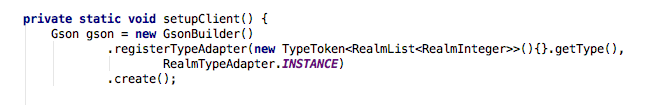 private static void setupClient() {
    Gson gson = new GsonBuilder()
            .registerTypeAdapter(new TypeToken<RealmList<RealmInteger>>(){}.getType(),
                    RealmTypeAdapter.INSTANCE)
            .create();